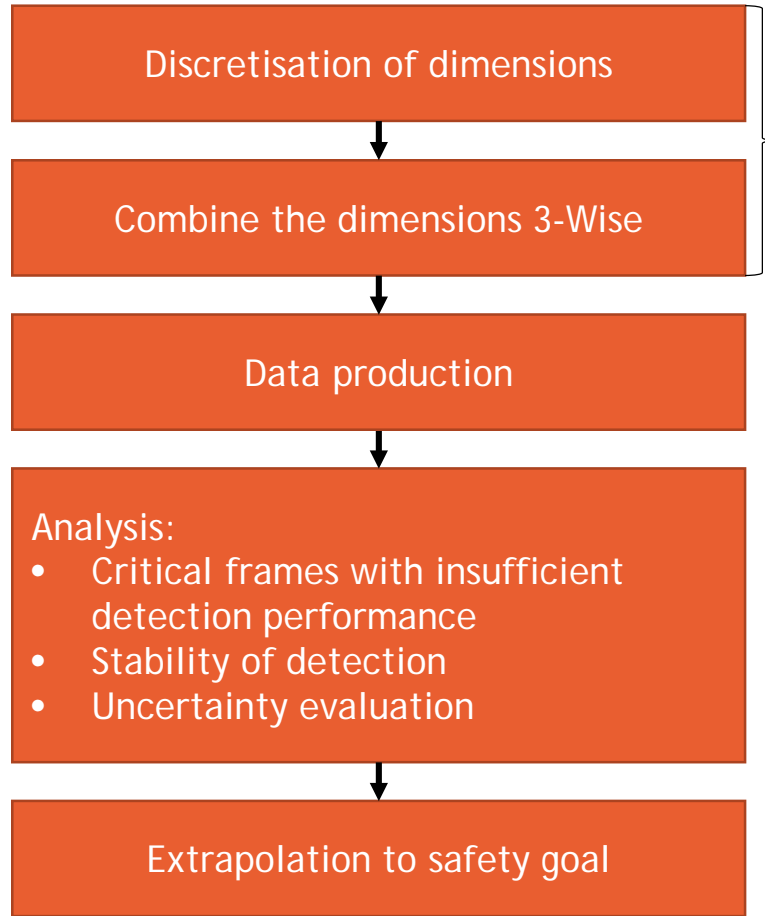 Discretisation of dimensions
Combine the dimensions 3-Wise
Data production
Analysis:
• Critical frames with insufficient
detection performance
• Stability of detection
• Uncertainty evaluation
Extrapolation to safety goal